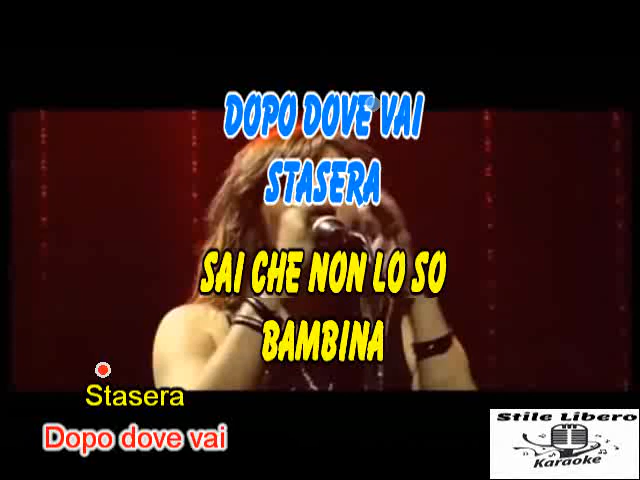 DOPO DOVE VAI
STASERA
SAI CHE NON LO SO
BAMBINA
Stasera
Dopo dove vai
Stile Libero
Karaoke